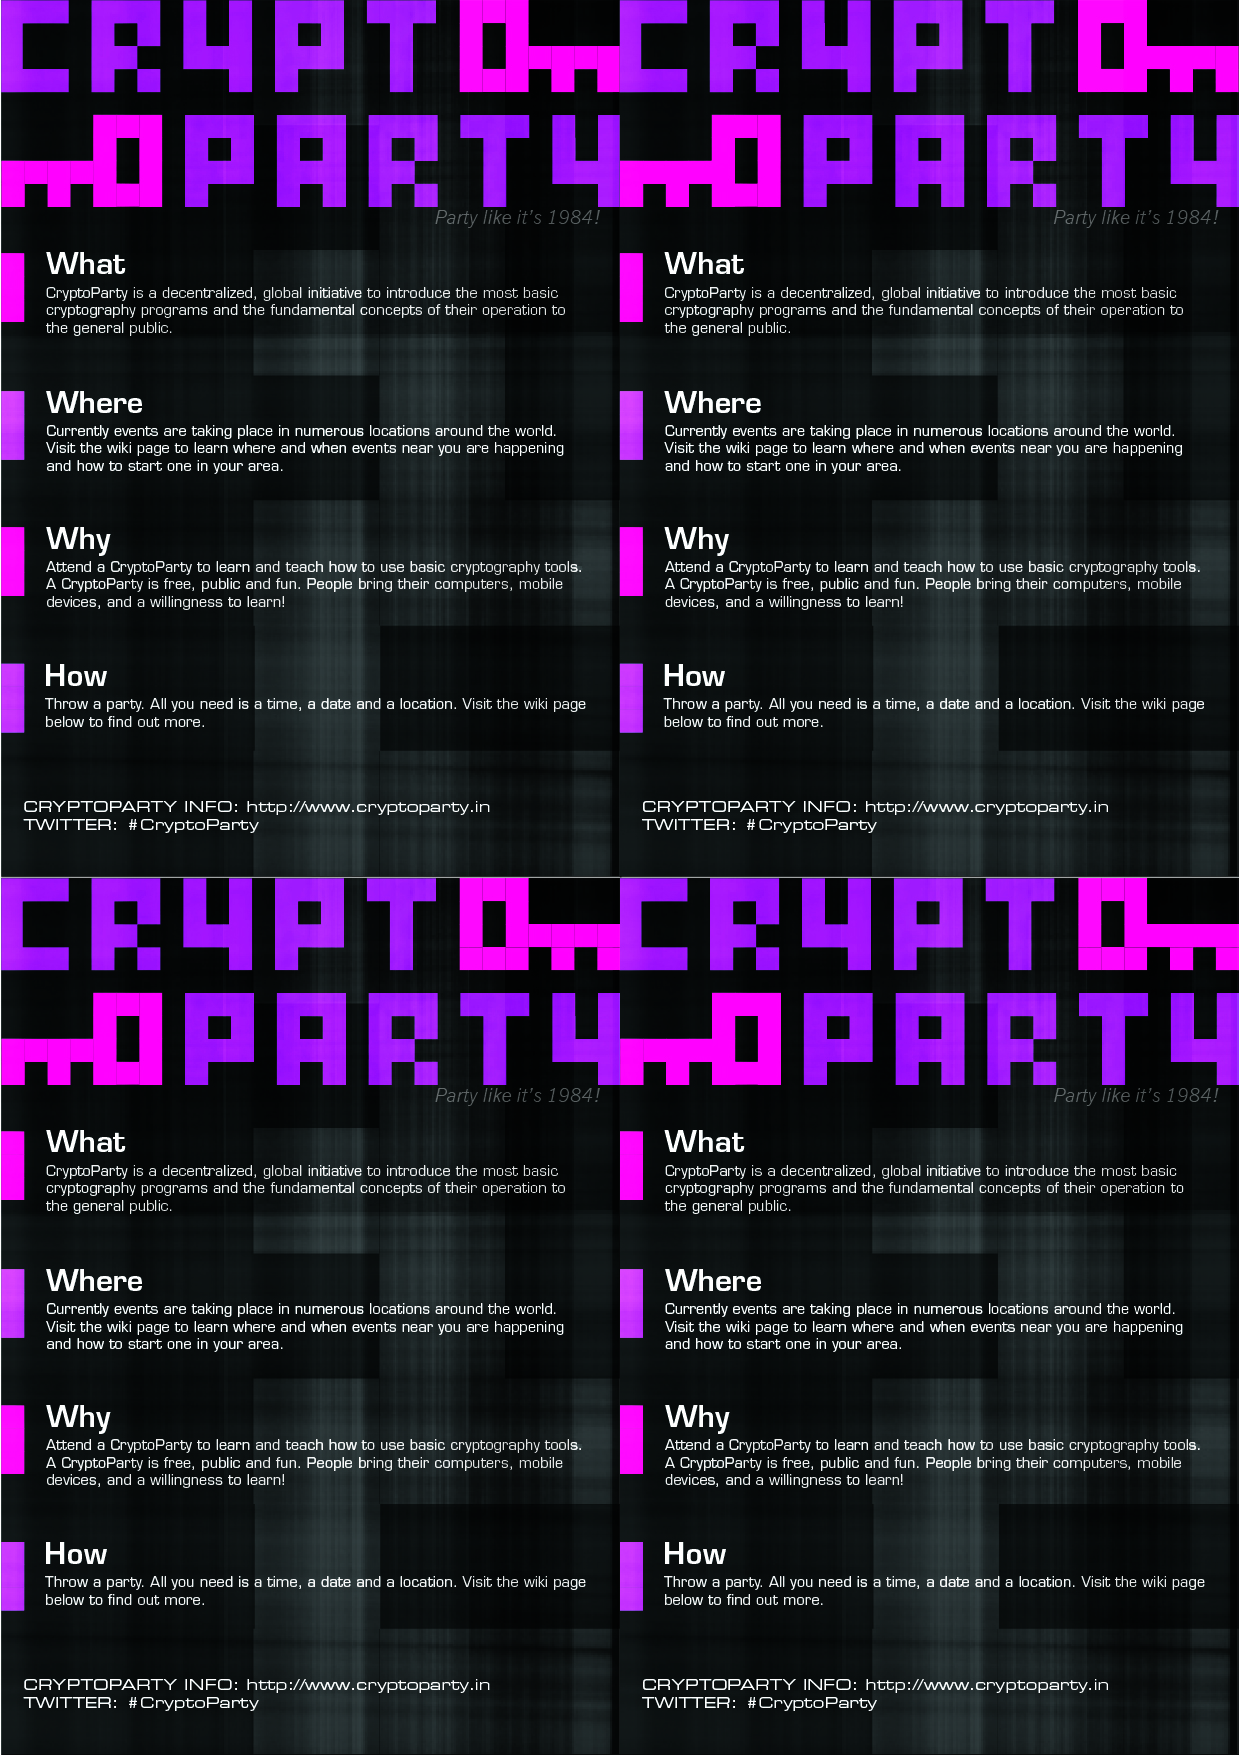 CRYPTO
PARTY
Party like it's 1984!
What
CryptoParty is a decentralized, global initiative to introduce the most basic
cryptography programs and the fundamental concepts of their operation to
the general public.
Where
Currently events are taking place in numerous locations around the world.
Visit the wiki page to learn where and when events near you are happening
and how to start one in your area.
Why
Attend a CryptoParty to learn and teach how to use basic cryptography tools.
A CryptoParty is free, public and fun. People bring their computers, mobile
devices, and a willingness to learn!
How
Throw a party. All you need is a time, a date and a location. Visit the wiki page
below to find out more.
CRYPTOPARTY INFO: http://www.cryptoparty.in
TWITTER: #CryptoParty
CRYPTO
PARTY
Party like it's 1984!
What
CryptoParty is a decentralized, global initiative to introduce the most basic
cryptography programs and the fundamental concepts of their operation to
the general public.
Where
Currently events are taking place in numerous locations around the world.
Visit the wiki page to learn where and when events near you are happening
and how to start one in your area.
Why
Attend a CryptoParty to learn and teach how to use basic cryptography tools.
A CryptoParty is free, public and fun. People bring their computers, mobile
devices, and a willingness to learn!
How
Throw a party. All you need is a time, a date and a location. Visit the wiki page
below to find out more.
CRYPTOPARTY INFO: http://www.cryptoparty.in
TWITTER: #CryptoParty
CRYPTO
PARTY
Party like it's 1984!
What
CryptoParty is a decentralized, global initiative to introduce the most basic
cryptography programs and the fundamental concepts of their operation to
the general public.
Where
Currently events are taking place in numerous locations around the world.
Visit the wiki page to learn where and when events near you are happening
and how to start one in your area.
Why
Attend a CryptoParty to learn and teach how to use basic cryptography tools.
A CryptoParty is free, public and fun. People bring their computers, mobile
devices, and a willingness to learn!
How
Throw a party. All you need is a time, a date and a location. Visit the wiki page
below to find out more.
CRYPTOPARTY INFO: http://www.cryptoparty.in
TWITTER: #CryptoParty
CRYPTO
PARTY
Party like it's 1984!
What
CryptoParty is a decentralized, global initiative to introduce the most basic
cryptography programs and the fundamental concepts of their operation to
the general public.
Where
Currently events are taking place in numerous locations around the world.
Visit the wiki page to learn where and when events near you are happening
and how to start one in your area.
Why
Attend a CryptoParty to learn and teach how to use basic cryptography tools.
A CryptoParty is free, public and fun. People bring their computers, mobile
devices, and a willingness to learn!
How
Throw a party. All you need is a time, a date and a location. Visit the wiki page
below to find out more.
CRYPTOPARTY INFO: http://www.cryptoparty.in
TWITTER: #CryptoParty